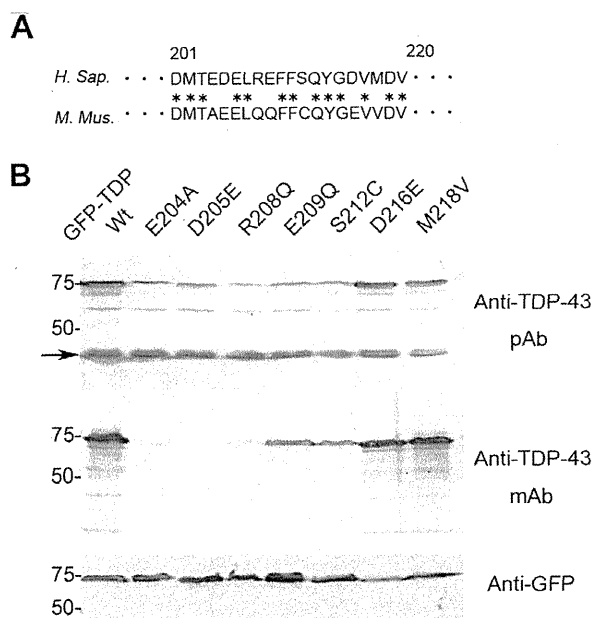 A
201 220
H. Sap. · · · DMTEDELREFFSQYGDVMDV · · · ·
*** ** ** *** * **
M. Mus. · · · DMTAEELQQFFCQYGEVVDV · · · ·
B
GFP-TDP Wt E204A D205E R208Q E209Q S212C D216E M218V
75-
50-
Anti-TDP-43
pAb
75-
50-
Anti-TDP-43
mAb
75-
50-
Anti-GFP